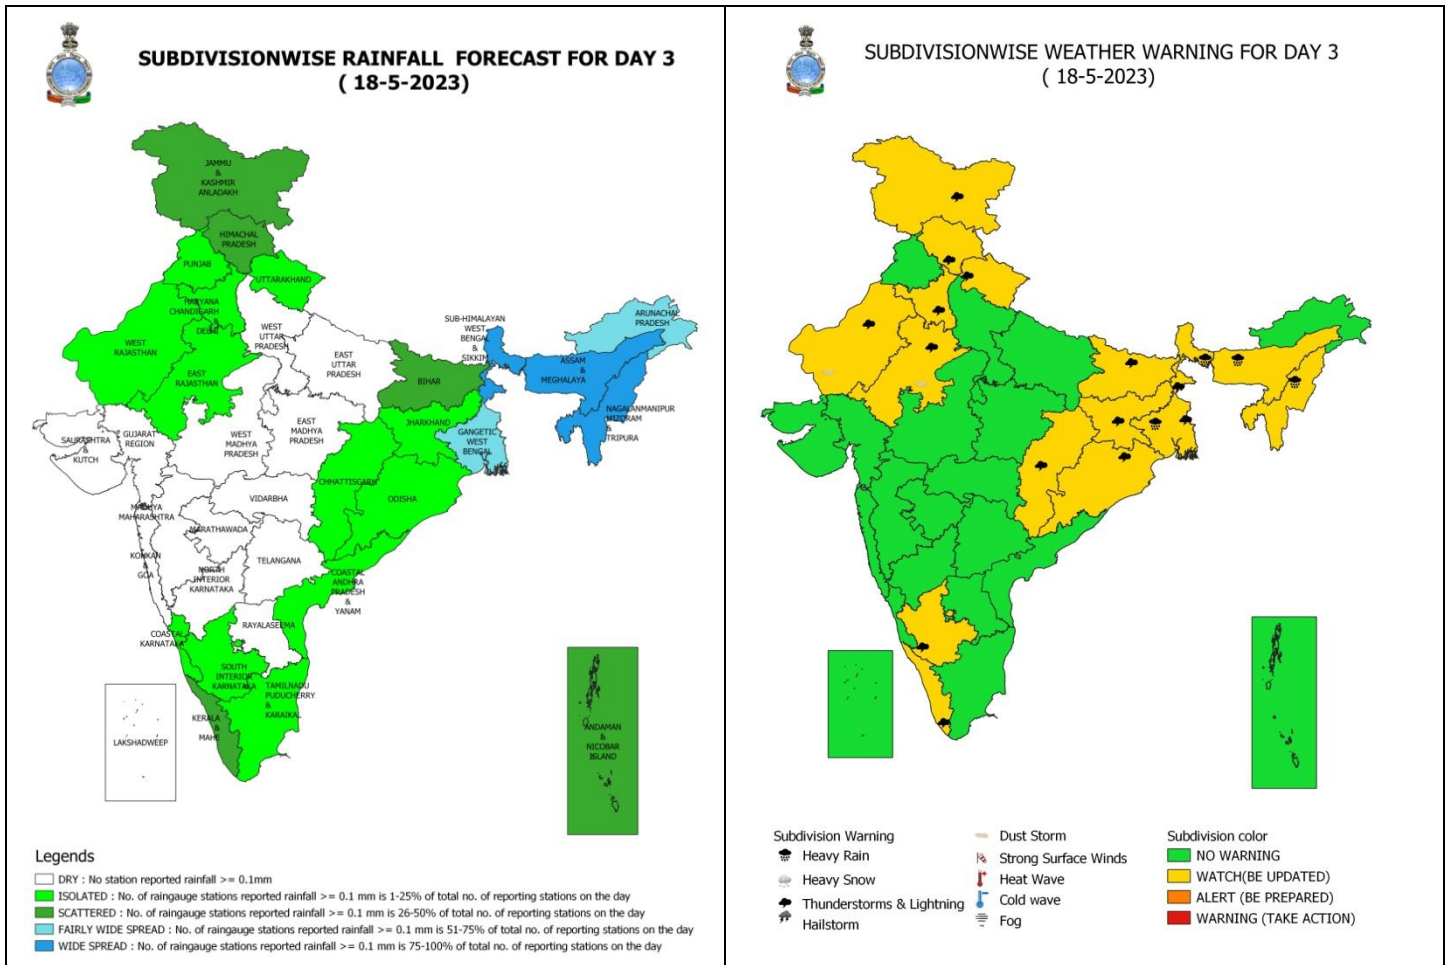 SUBDIVISIONWISE RAINFALL FORECAST FOR DAY 3
( 18-5-2023)
JAMMU
&
KASHMIR
ANLADAKH
HIMACHAL
PRADESH
PUNJAB
UTTARAKHAND
HARYANA
CHANDIGARH
&
DELHI
WEST
RAJASTHAN
EAST
RAJASTHAN
WEST
UTTAR
PRADESH
EAST
UTTAR
PRADESH
SUB-HIMALAYAN
WEST
BENGAL
&
SIKKIM
ARUNACHAL
PRADESH
ASSAM
&
MEGHALAYA
NAGALANMANIPUR
MIZORAM
&
TRIPURA
BIHAR
JHARKHAND
GANGETIC
WEST
BENGAL
SAURASHTRA
&
KUTCH
GUJARAT
REGION
WEST
MADHYA
PRADESH
EAST
MADHYA
PRADESH
CHHATTISGARH
ODISHA
VIDARBHA
MADHYA
MAHARASHTRA
MARATHAWADA
KONKAN
&
GOA
TELANGANA
NORTH
INTERIOR
KARNATAKA
COASTAL
ANDHRA
PRADESH
&
YANAM
RAYALASEEMA
COASTAL
KARNATAKA
SOUTH
INTERIOR
KARNATAKA
TAMILNADU
PUDUCHERRY
&
KARAIKAL
KERALA
&
MAHE
LAKSHADWEEP
ANDAMAN
&
NICOBAR
ISLAND
Legends
DRY : No station reported rainfall >= 0.1mm
ISOLATED : No. of raingauge stations reported rainfall >= 0.1 mm is 1-25% of total no. of reporting stations on the day
SCATTERED : No. of raingauge stations reported rainfall >= 0.1 mm is 26-50% of total no. of reporting stations on the day
FAIRLY WIDE SPREAD : No. of raingauge stations reported rainfall >= 0.1 mm is 51-75% of total no. of reporting stations on the day
WIDE SPREAD : No. of raingauge stations reported rainfall >= 0.1 mm is 75-100% of total no. of reporting stations on the day
SUBDIVISIONWISE WEATHER WARNING FOR DAY 3
( 18-5-2023)
Subdivision Warning
Heavy Rain
Heavy Snow
Thunderstorms & Lightning
Hailstorm
Dust Storm
Strong Surface Winds
Heat Wave
Cold wave
Fog
Subdivision color
NO WARNING
WATCH(BE UPDATED)
ALERT (BE PREPARED)
WARNING (TAKE ACTION)